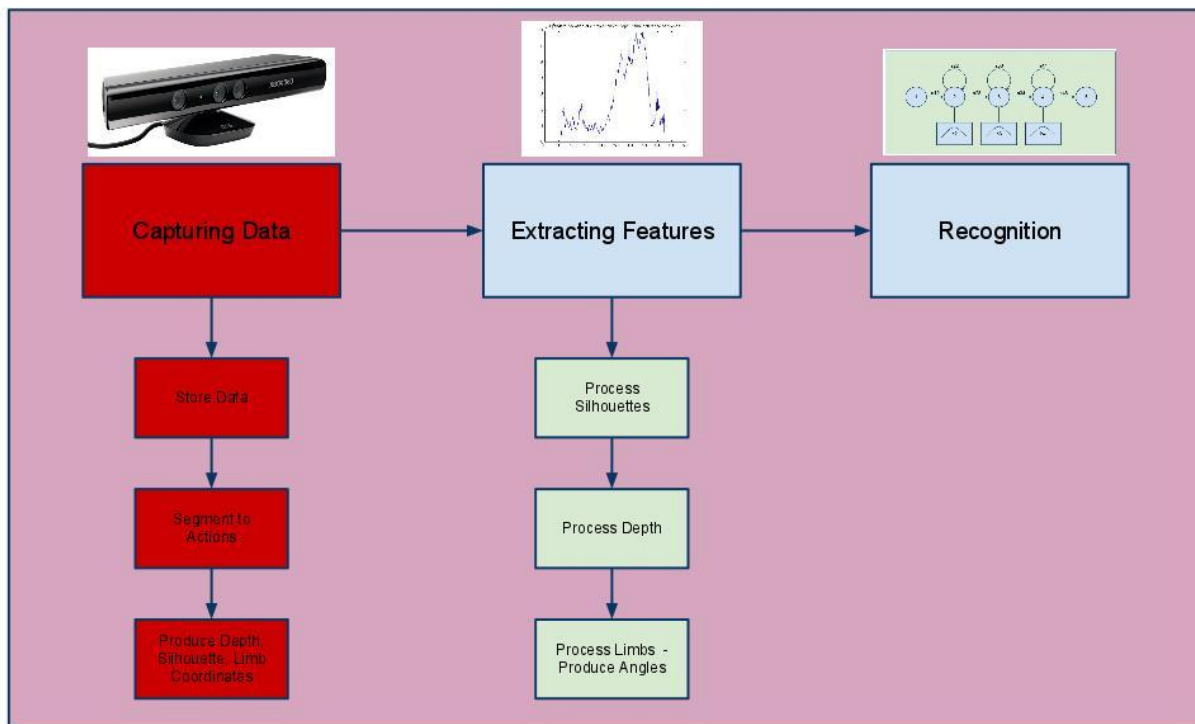 Capturing Data
Extracting Features
Recognition
Store Data
Segment to
Actions
Produce Depth,
Silhouette, Limb
Coordinates
Process
Silhouettes
Process Depth
Process Limbs -
Produce Angles